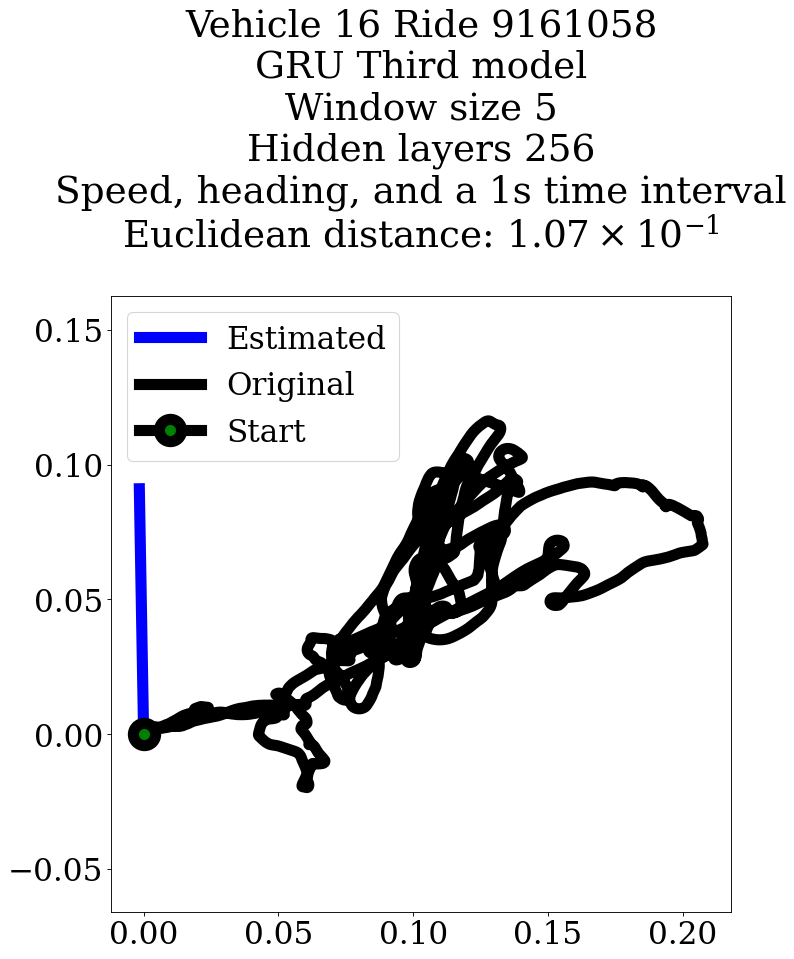 Vehicle 16 Ride 9161058
GRU Third model
Window size 5
Hidden layers 256
Speed, heading, and a 1s time interval
Euclidean distance: 1.07 × 10⁻¹
Estimated
Original
Start
0.15
0.10
0.05
0.00
−0.05
0.00 0.05 0.10 0.15 0.20